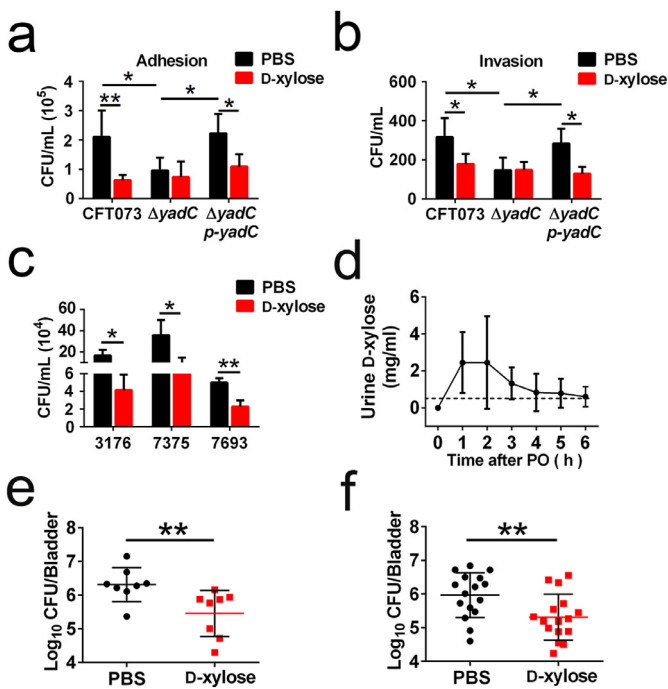 a
Adhesion
PBS
D-xylose
CFU/mL (10⁵)
4
3
2
1
0
*
*
**
*
CFT073 ΔyadC ΔyadC
p-yadC
b
Invasion
PBS
D-xylose
CFU/mL
600
400
200
0
*
*
*
*
CFT073 ΔyadC ΔyadC
p-yadC
c
PBS
D-xylose
CFU/mL (10⁴)
60
40
20
6
4
2
0
*
*
**
3176 7375 7693
d
Urine D-xylose
(mg/ml)
6
4
2
0
0 1 2 3 4 5 6
Time after PO ( h )
e
Log₁₀ CFU/Bladder
8
7
6
5
4
**
PBS D-xylose
f
Log₁₀ CFU/Bladder
8
7
6
5
4
**
PBS D-xylose